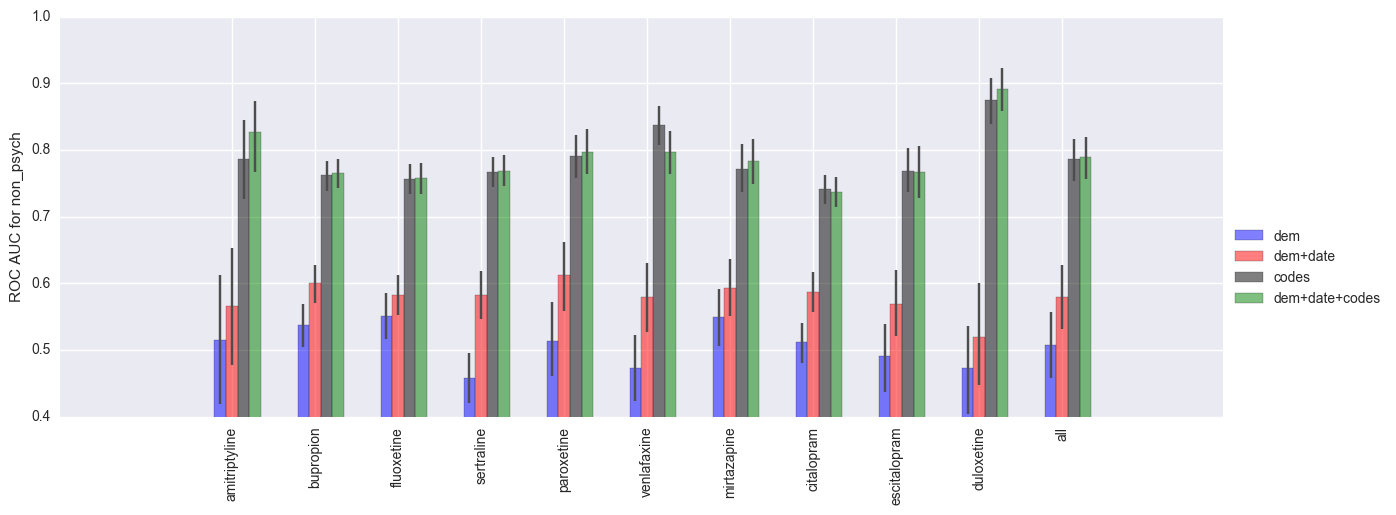 1.0
0.9
0.8
0.7
0.6
0.5
0.4
ROC AUC for non_psych
amitriptyline
bupropion
fluoxetine
sertraline
paroxetine
venlafaxine
mirtazapine
citalopram
escitalopram
duloxetine
all
dem
dem+date
codes
dem+date+codes